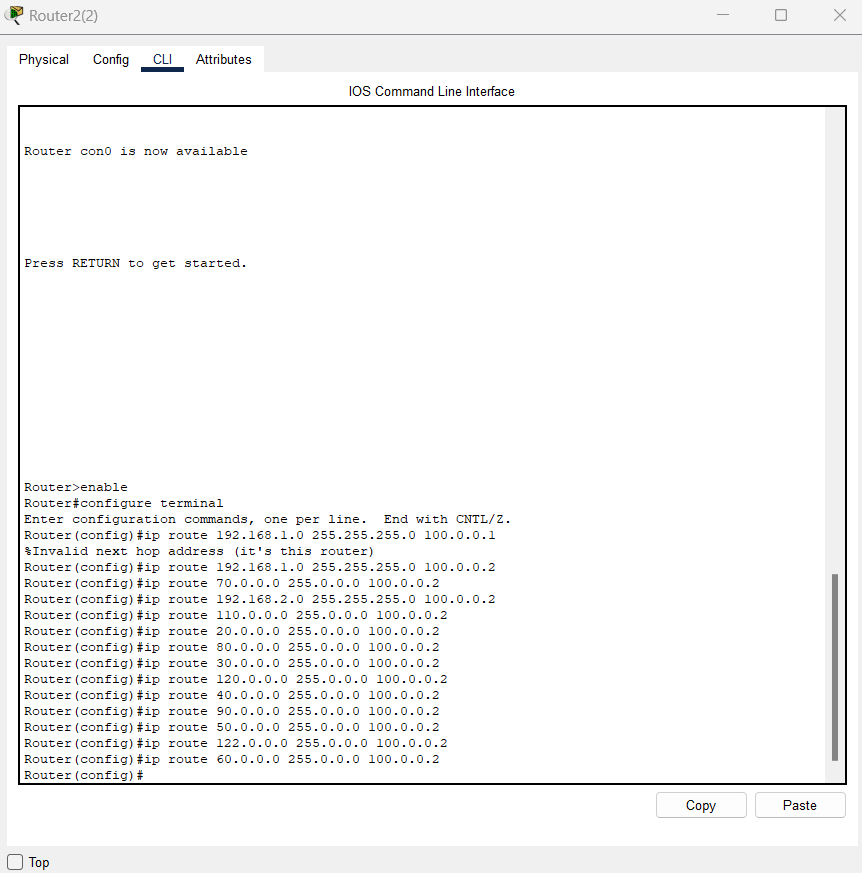 Router2(2)
Physical Config CLI Attributes
IOS Command Line Interface
Router con0 is now available
Press RETURN to get started.
Router>enable
Router#configure terminal
Enter configuration commands, one per line.  End with CNTL/Z.
Router(config)#ip route 192.168.1.0 255.255.255.0 100.0.0.1
%Invalid next hop address (it's this router)
Router(config)#ip route 192.168.1.0 255.255.255.0 100.0.0.2
Router(config)#ip route 70.0.0.0 255.0.0.0 100.0.0.2
Router(config)#ip route 192.168.2.0 255.255.255.0 100.0.0.2
Router(config)#ip route 110.0.0.0 255.0.0.0 100.0.0.2
Router(config)#ip route 20.0.0.0 255.0.0.0 100.0.0.2
Router(config)#ip route 80.0.0.0 255.0.0.0 100.0.0.2
Router(config)#ip route 30.0.0.0 255.0.0.0 100.0.0.2
Router(config)#ip route 120.0.0.0 255.0.0.0 100.0.0.2
Router(config)#ip route 40.0.0.0 255.0.0.0 100.0.0.2
Router(config)#ip route 90.0.0.0 255.0.0.0 100.0.0.2
Router(config)#ip route 50.0.0.0 255.0.0.0 100.0.0.2
Router(config)#ip route 122.0.0.0 255.0.0.0 100.0.0.2
Router(config)#ip route 60.0.0.0 255.0.0.0 100.0.0.2
Router(config)#
Copy Paste
Top